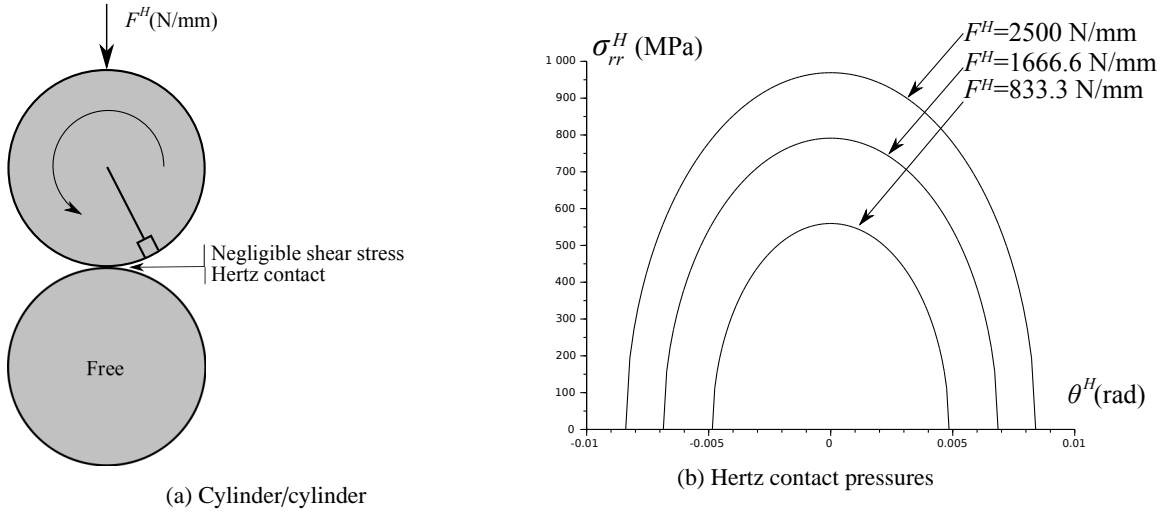 F^H(N/mm)
Negligible shear stress
Hertz contact
Free
(a) Cylinder/cylinder
σ_rr^H (MPa)
F^H=2500 N/mm
F^H=1666.6 N/mm
F^H=833.3 N/mm
1 000
900
800
700
600
500
400
300
200
100
0
-0.01
-0.005
0
0.005
0.01
θ^H(rad)
(b) Hertz contact pressures